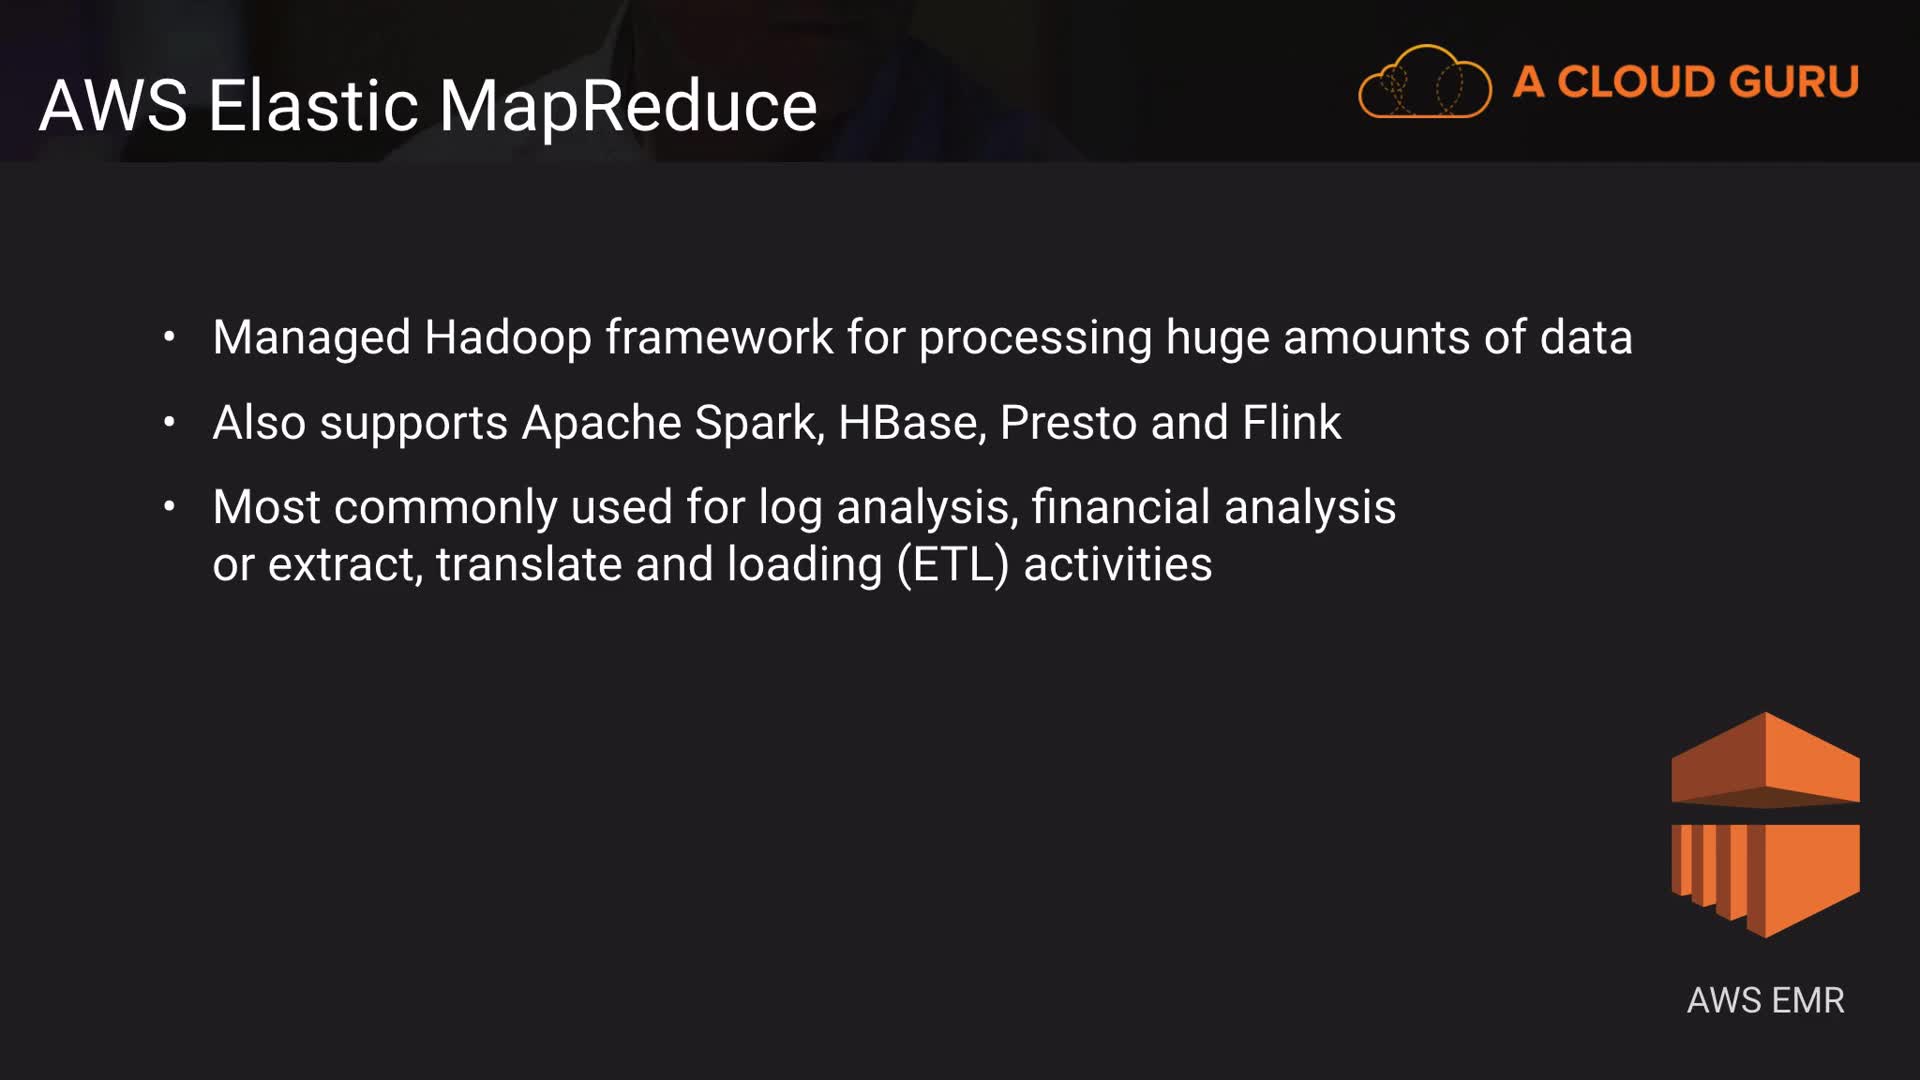 AWS Elastic MapReduce
A CLOUD GURU
• Managed Hadoop framework for processing huge amounts of data
• Also supports Apache Spark, HBase, Presto and Flink
• Most commonly used for log analysis, financial analysis
or extract, translate and loading (ETL) activities
AWS EMR